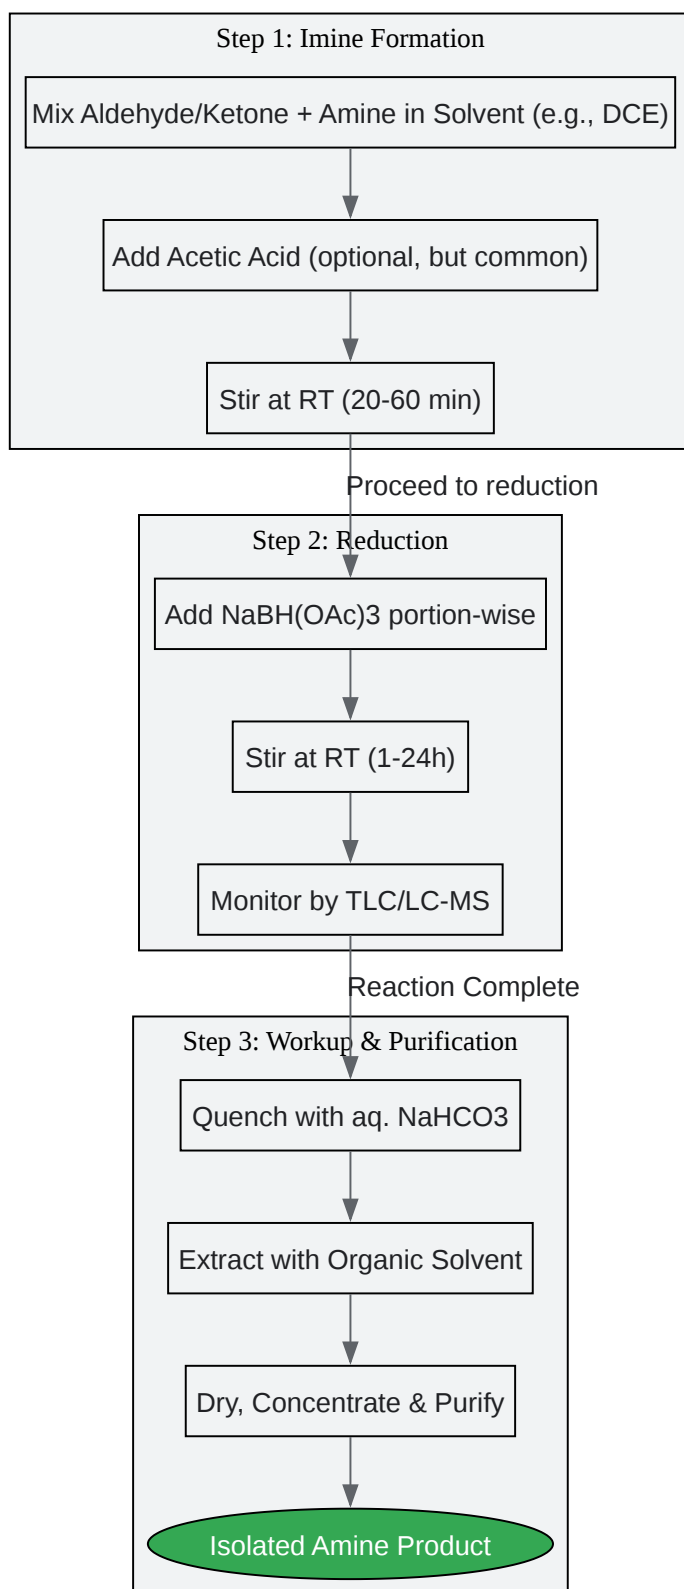 Step 1: Imine Formation
Mix Aldehyde/Ketone + Amine in Solvent (e.g., DCE)
Add Acetic Acid (optional, but common)
Stir at RT (20-60 min)
Proceed to reduction
Step 2: Reduction
Add NaBH(OAc)3 portion-wise
Stir at RT (1-24h)
Monitor by TLC/LC-MS
Reaction Complete
Step 3: Workup & Purification
Quench with aq. NaHCO3
Extract with Organic Solvent
Dry, Concentrate & Purify
Isolated Amine Product